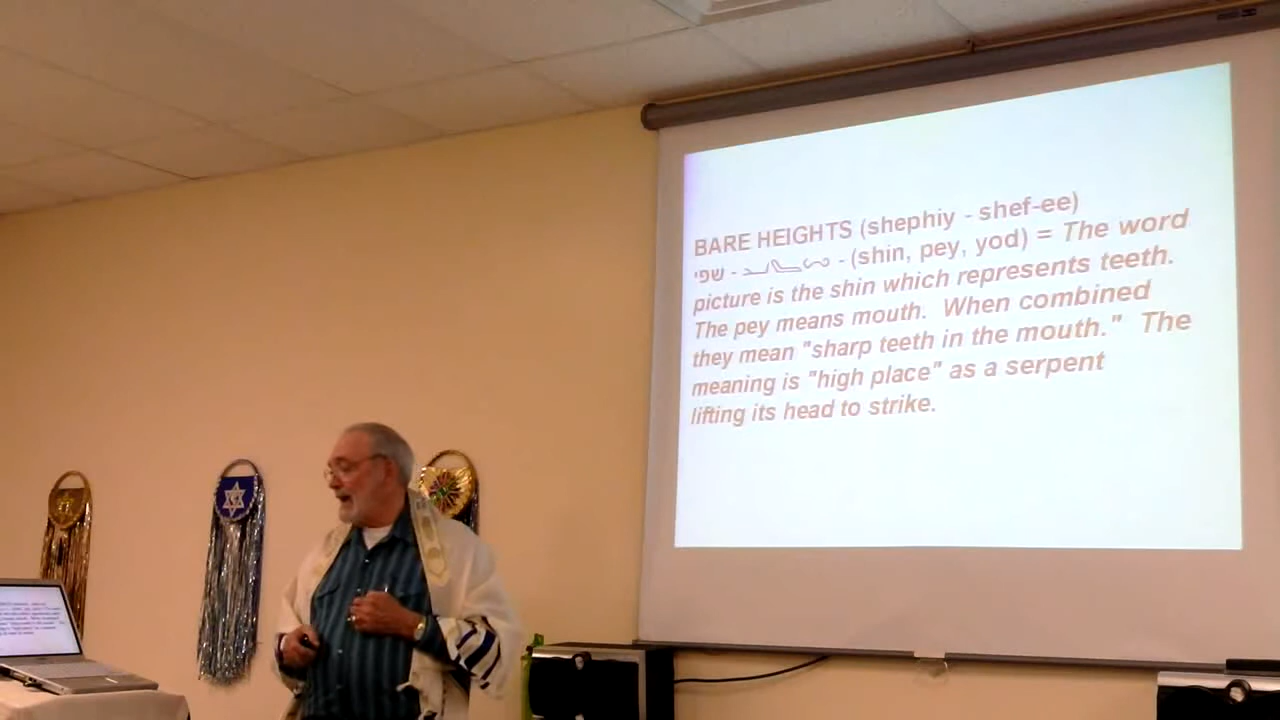 BARE HEIGHTS (shephiy - shef-ee)
שפי - - (shin, pey, yod) = The word
picture is the shin which represents teeth.
The pey means mouth. When combined
they mean "sharp teeth in the mouth." The
meaning is "high place" as a serpent
lifting its head to strike.